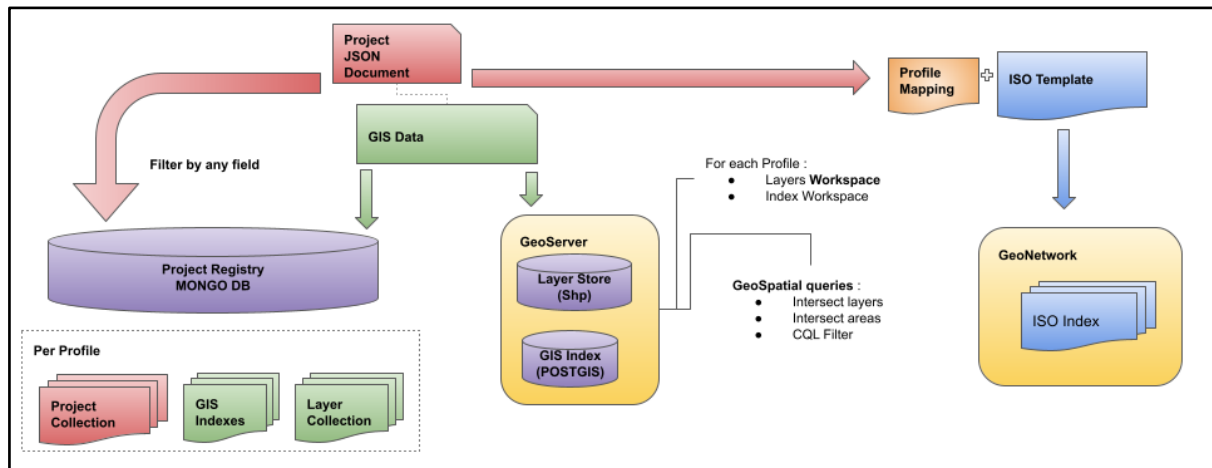 Project
JSON
Document
Profile
Mapping
ISO Template
GIS Data
Filter by any field
For each Profile :
● Layers Workspace
● Index Workspace
GeoServer
Layer Store
(Shp)
GIS Index
(POSTGIS)
Project Registry
MONGO DB
GeoSpatial queries :
● Intersect layers
● Intersect areas
● CQL Filter
GeoNetwork
ISO Index
Per Profile
Project
Collection
GIS
Indexes
Layer
Collection